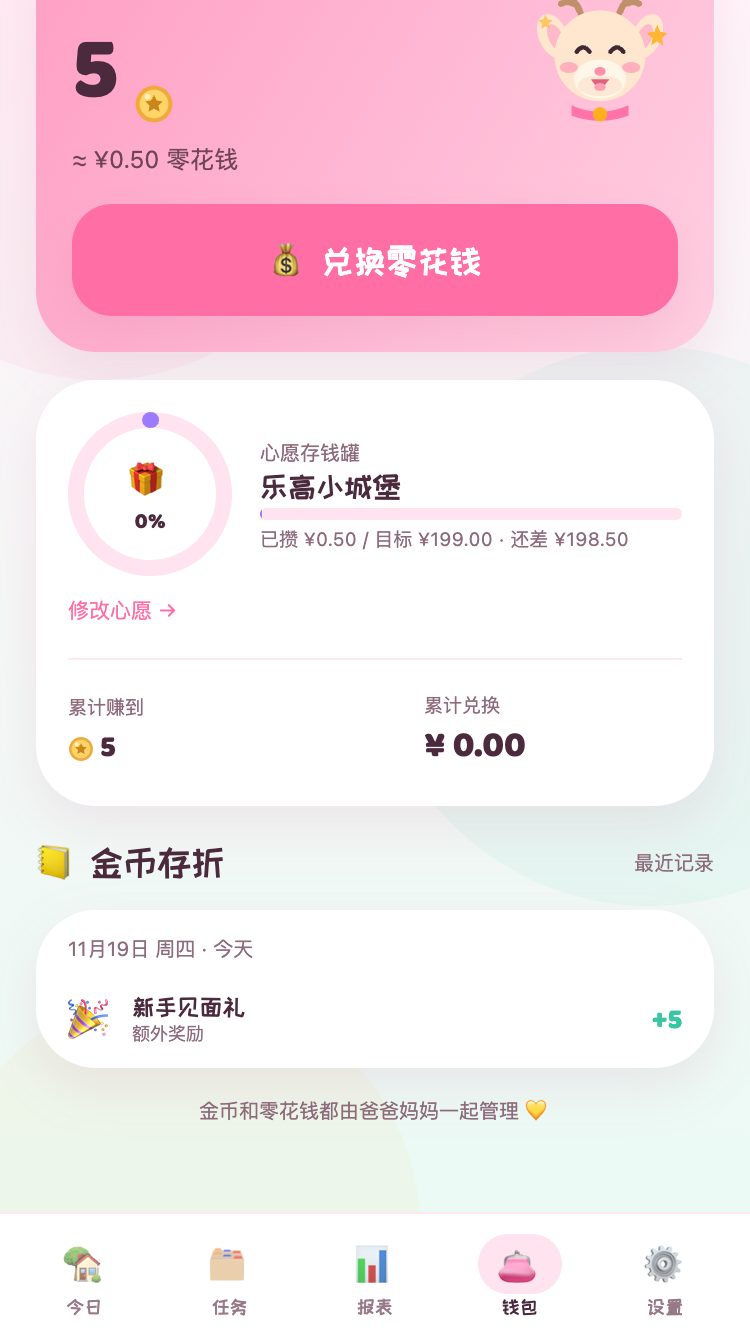 5
≈ ¥0.50 零花钱
兑换零花钱
0%
心愿存钱罐
乐高小城堡
已攒 ¥0.50 / 目标 ¥199.00 · 还差 ¥198.50
修改心愿 →
累计赚到
5
累计兑换
¥ 0.00
金币存折
最近记录
11月19日 周四 · 今天
新手见面礼
额外奖励
+5
金币和零花钱都由爸爸妈妈一起管理 💛
今日
任务
报表
钱包
设置